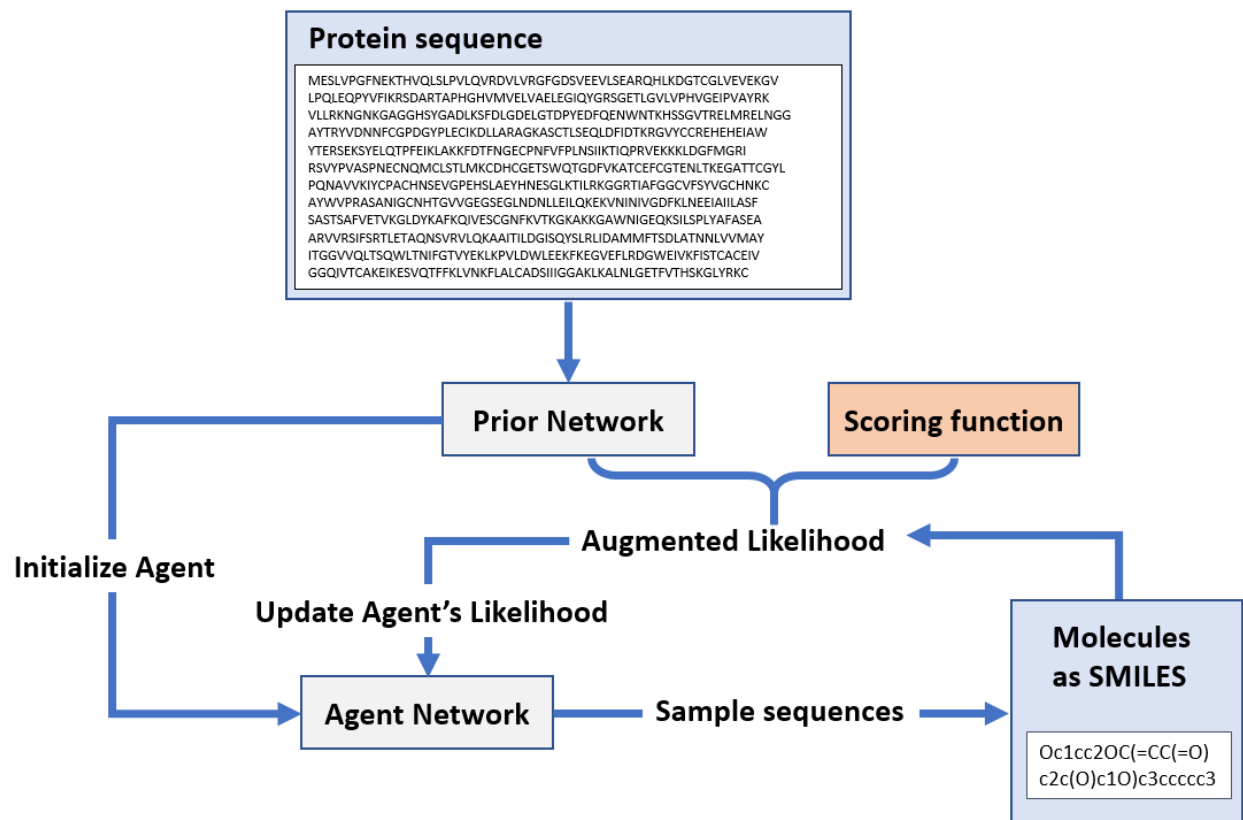 Protein sequence
MESLVPGFNEKTHVQLSLPVLQVRDVLVRGFGDSVEEVLSEARQHLKDGTCGLVEVEKGV
LPQLEQPYVFIKRSDARTAPHGHVMVELVAELEGIQYGRSGETLGVLVPHVGEIPVAYRK
VLLRKNGNKGAGGHSYGADLKSFDLGDELGTDPYEDFQENWNTKHSSGVTRELMRELNGG
AYTRYVDNNFCGPDGYPLECIKDLLARAGKASCTLSEQLDFIDTKRGVYCCREHEHEIAW
YTERSEKSYELQTPFEIKLAKKFDTFNGECPNFVFPLNSIIKTIQPRVEKKKLDGFMGRI
RSVYPVASPNECNQMCLSTLMKCDHCGETSWQTGDFVKATCEFCGTENLTKEGATTCGYL
PQNAVVKIYCPACHNSEVGPEHSLAEYHNESGLKTILRKGGRTIAFGGCVFSYVGCHNKC
AYWVPRASANIGCNHTGVVGEGSEGLNDNLLEILQKEKVNINIVGDFKLNEEIAIILASF
SASTSAFVETVKGLDYKAFKQIVESCGNFKVTKGKAKKGAWNIGEQKSILSPLYAFASEA
ARVVRSIFSRTLETAQNSVRVLQKAAITILDGISQYSLRLIDAMMFTSDLATNNLVVMAY
ITGGVVQLTSQWLTNIFGTVYEKLKPVLDWLEEKFKEGVEFLRDGWEIVKFISTCACEIV
GGQIVTCAKEIKESVQTFFKLVNKFLALCADSIIIGGAKLKALNLGETFVTHSKGLYRKC
Prior Network
Scoring function
Augmented Likelihood
Initialize Agent
Update Agent’s Likelihood
Agent Network
Sample sequences
Molecules
as SMILES
Oc1cc2OC(=CC(=O)
c2c(O)c1O)c3ccccc3